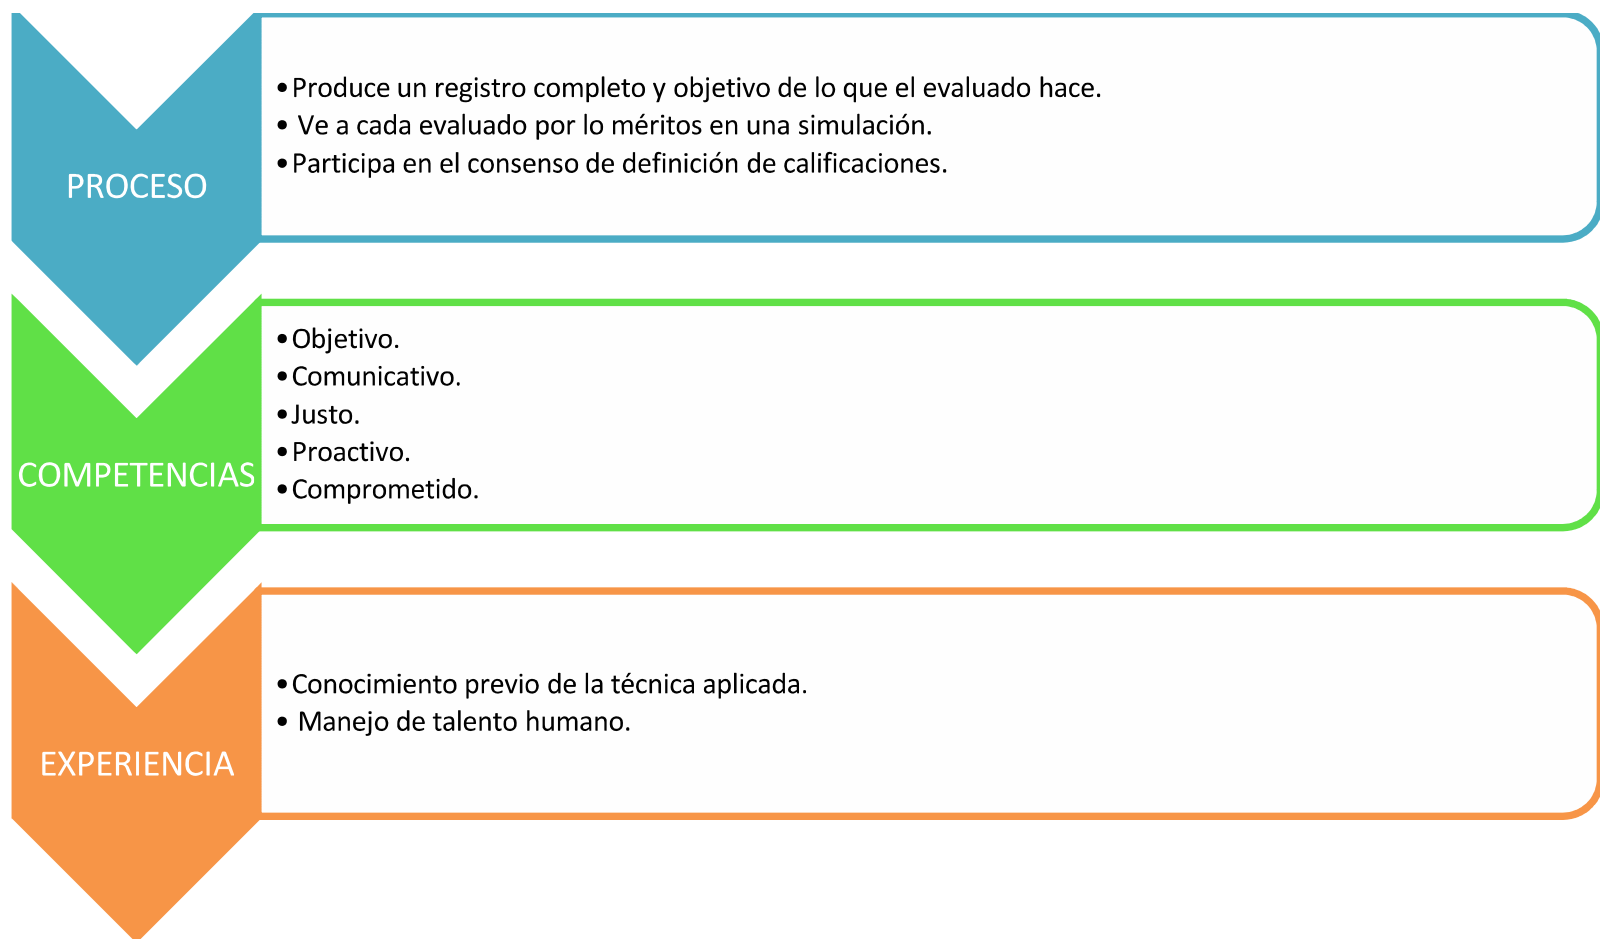 PROCESO
•Produce un registro completo y objetivo de lo que el evaluado hace.
• Ve a cada evaluado por lo méritos en una simulación.
•Participa en el consenso de definición de calificaciones.
COMPETENCIAS
•Objetivo.
•Comunicativo.
•Justo.
•Proactivo.
•Comprometido.
EXPERIENCIA
•Conocimiento previo de la técnica aplicada.
• Manejo de talento humano.